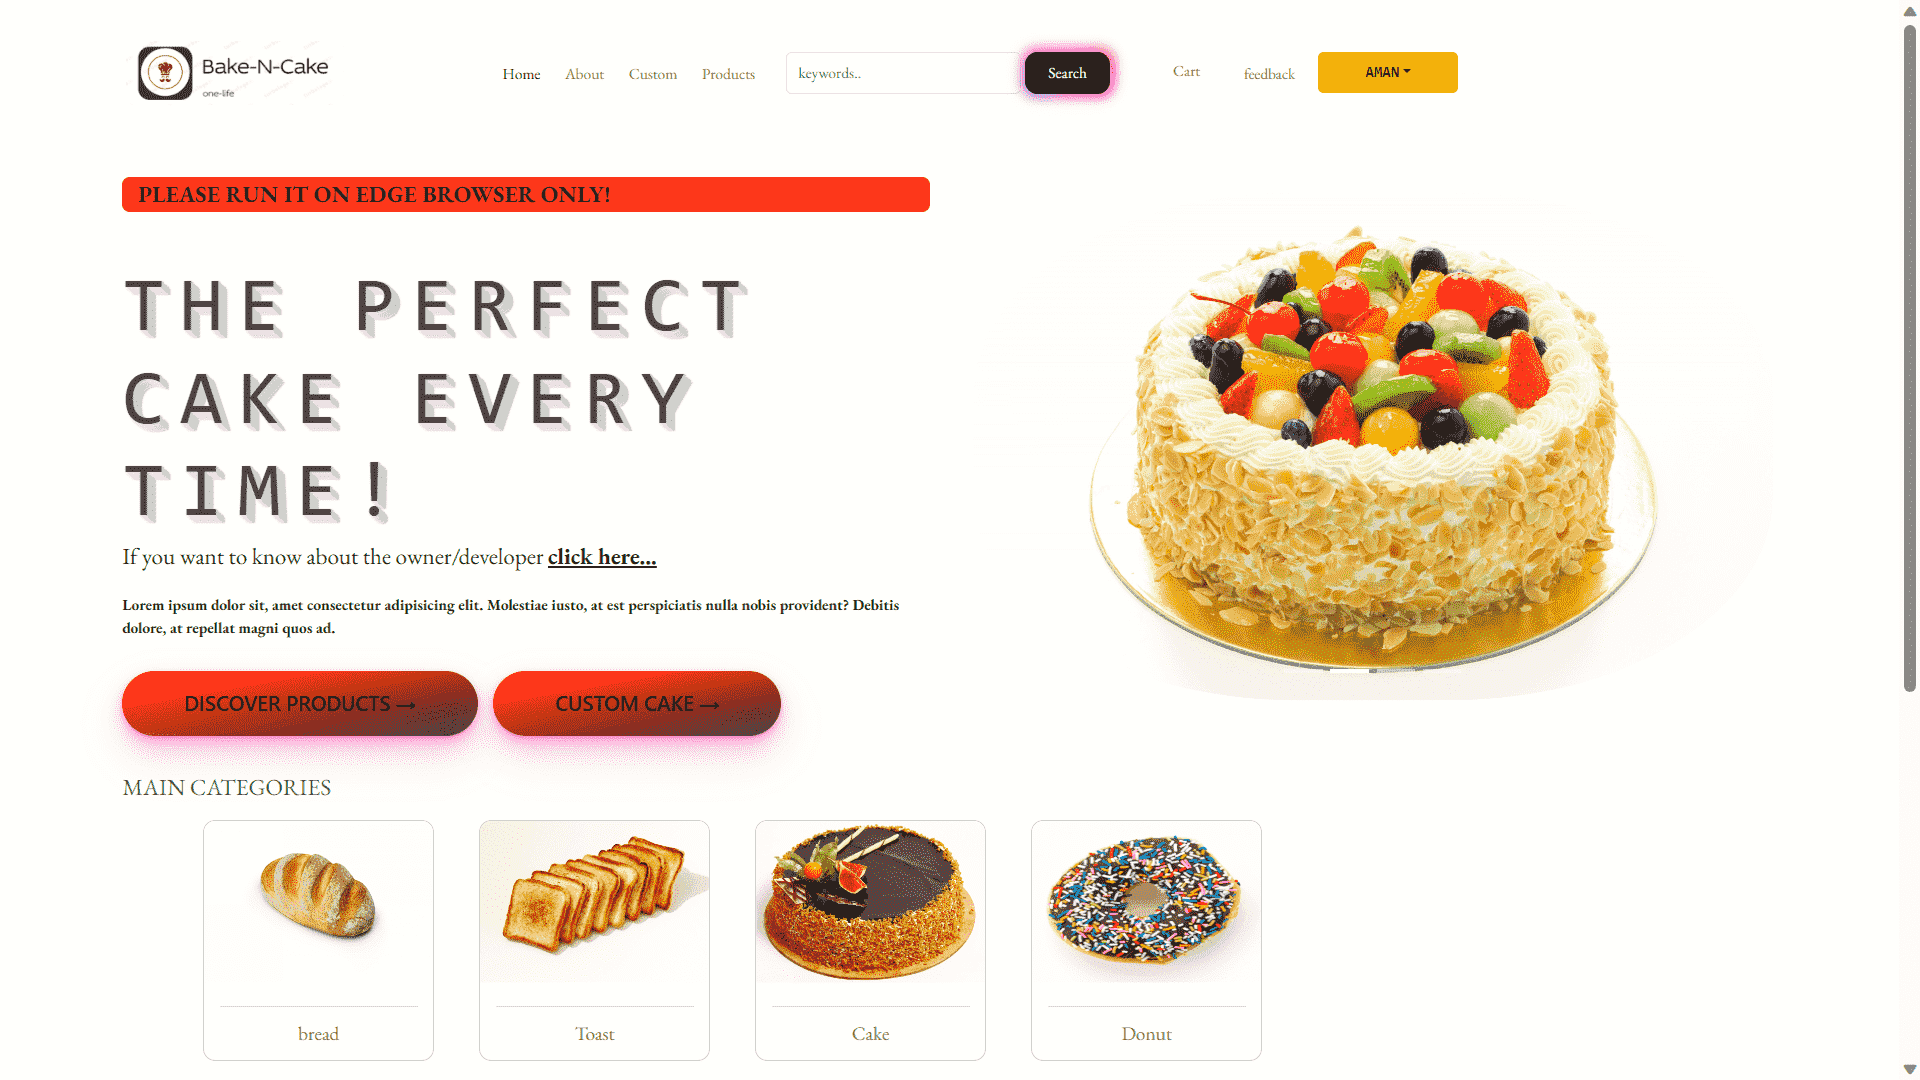 Bake-N-Cake
one-life
Home About Custom Products keywords.. Search Cart feedback AMAN
PLEASE RUN IT ON EDGE BROWSER ONLY!
THE PERFECT
CAKE EVERY
TIME!
If you want to know about the owner/developer click here...
Lorem ipsum dolor sit, amet consectetur adipisicing elit. Molestiae iusto, at est perspiciatis nulla nobis provident? Debitis
dolore, at repellat magni quos ad.
DISCOVER PRODUCTS → CUSTOM CAKE →
MAIN CATEGORIES
bread Toast Cake Donut